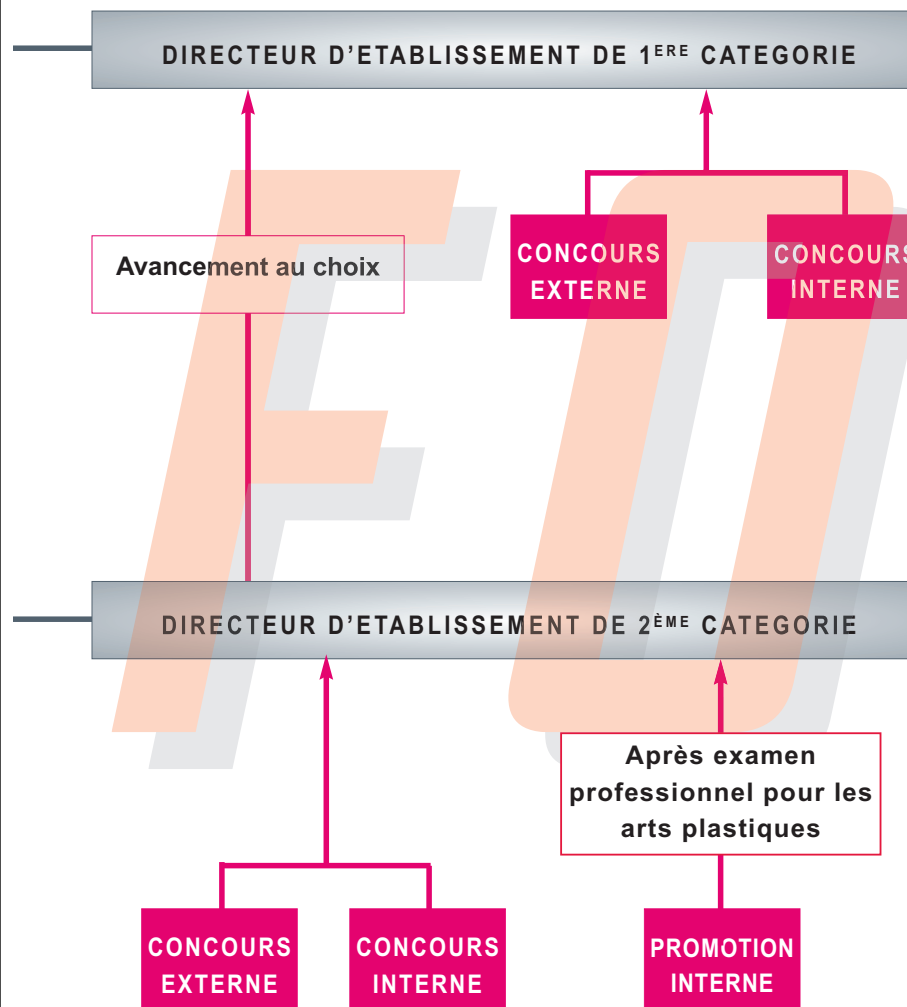 DIRECTEUR D'ETABLISSEMENT DE 1ERE CATEGORIE
Avancement au choix
CONCOURS
EXTERNE
CONCOURS
INTERNE
DIRECTEUR D'ETABLISSEMENT DE 2ÈME CATEGORIE
Après examen
professionnel pour les
arts plastiques
CONCOURS
EXTERNE
CONCOURS
INTERNE
PROMOTION
INTERNE
FO